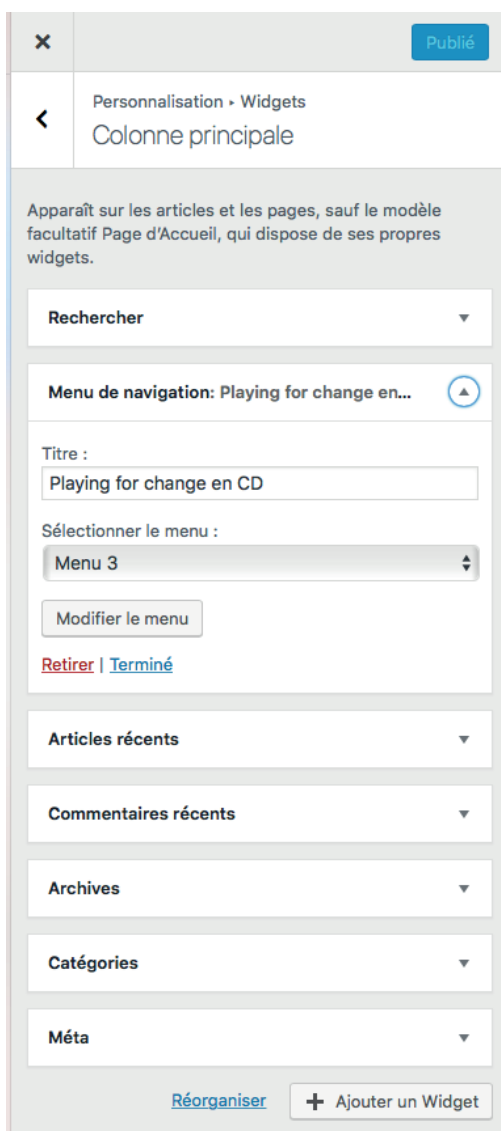 Publié
Personnalisation ▸ Widgets
Colonne principale
Apparaît sur les articles et les pages, sauf le modèle
facultatif Page d'Accueil, qui dispose de ses propres
widgets.
Rechercher
Menu de navigation: Playing for change en...
Titre :
Playing for change en CD
Sélectionner le menu :
Menu 3
Modifier le menu
Retirer | Terminé
Articles récents
Commentaires récents
Archives
Catégories
Méta
Réorganiser
Ajouter un Widget